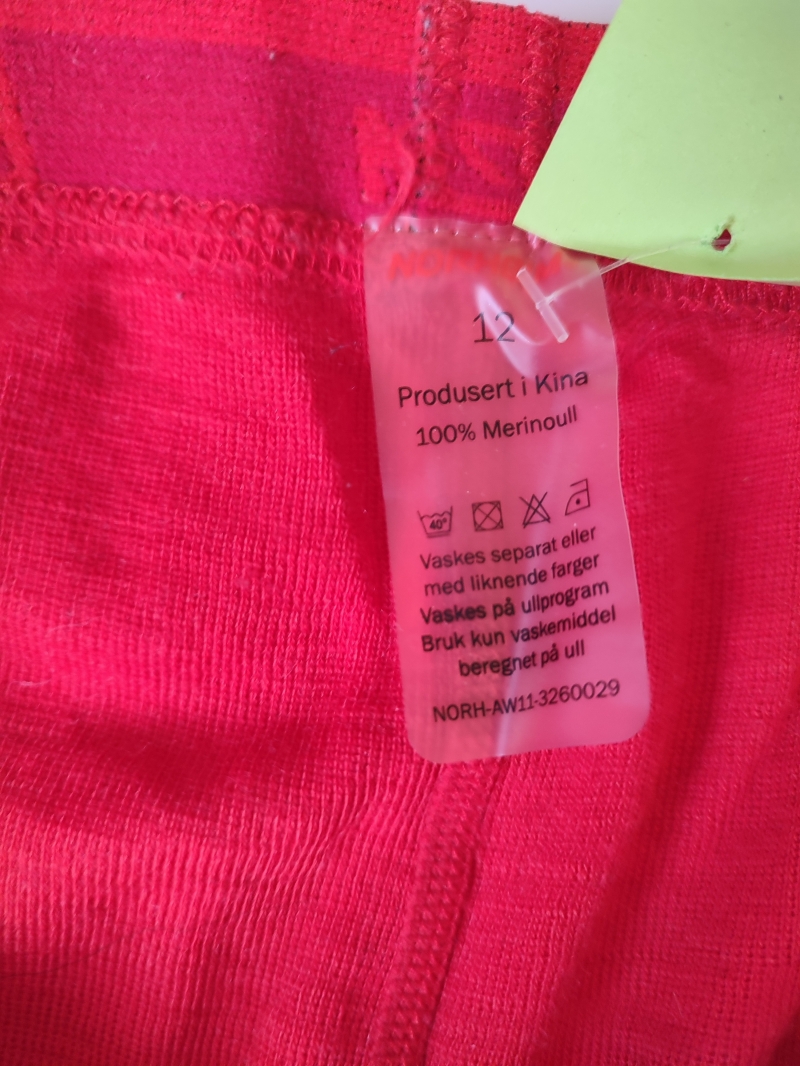 12
Produsert i Kina
100% Merinoull
40°
Vaskes separat eller
med liknende farger
Vaskes på ullprogram
Bruk kun vaskemiddel
beregnet på ull
NORH-AW11-3260029